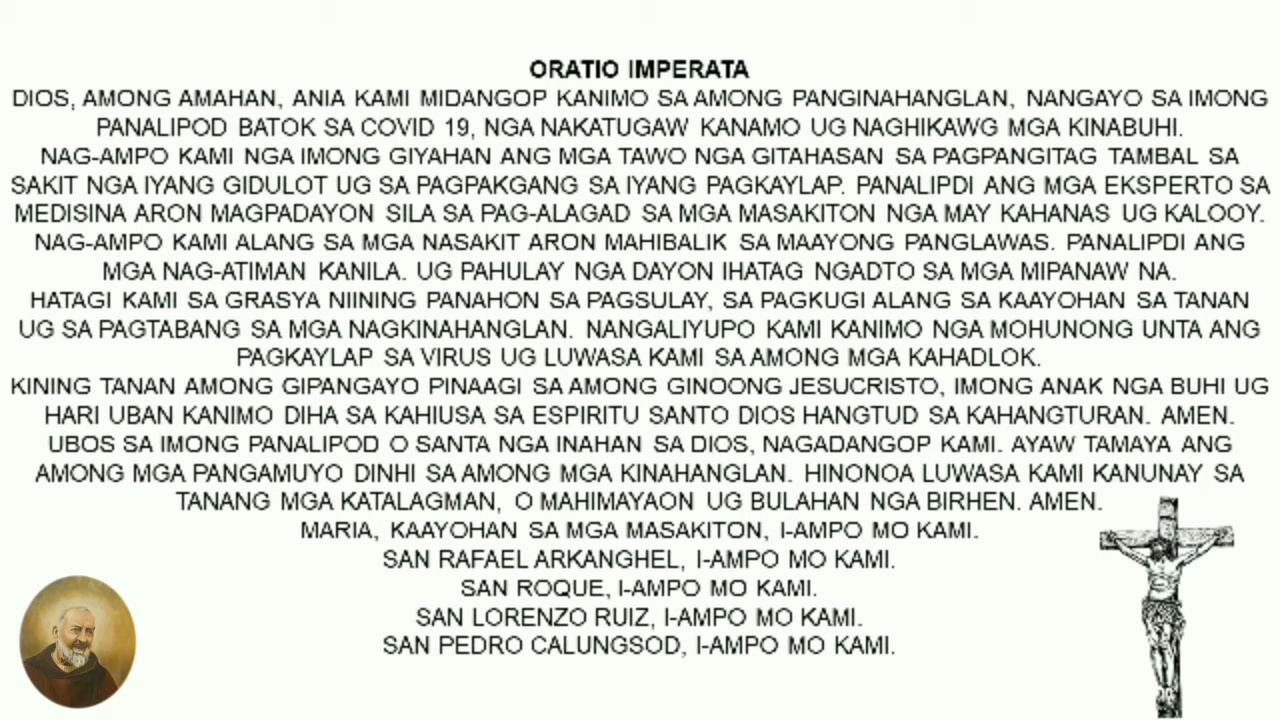 ORATIO IMPERATA
DIOS, AMONG AMAHAN, ANIA KAMI MIDANGOP KANIMO SA AMONG PANGINAHANGLAN, NANGAYO SA IMONG
PANALIPOD BATOK SA COVID 19, NGA NAKATUGAW KANAMO UG NAGHIKAWG MGA KINABUHI.
NAG-AMPO KAMI NGA IMONG GIYAHAN ANG MGA TAWO NGA GITAHASAN SA PAGPANGITAG TAMBAL SA
SAKIT NGA IYANG GIDULOT UG SA PAGPAKGANG SA IYANG PAGKAYLAP. PANALIPDI ANG MGA EKSPERTO SA
MEDISINA ARON MAGPADAYON SILA SA PAG-ALAGAD SA MGA MASAKITON NGA MAY KAHANAS UG KALOOY.
NAG-AMPO KAMI ALANG SA MGA NASAKIT ARON MAHIBALIK SA MAAYONG PANGLAWAS. PANALIPDI ANG
MGA NAG-ATIMAN KANILA. UG PAHULAY NGA DAYON IHATAG NGADTO SA MGA MIPANAW NA.
HATAGI KAMI SA GRASYA NIINING PANAHON SA PAGSULAY, SA PAGKUGI ALANG SA KAAYOHAN SA TANAN
UG SA PAGTABANG SA MGA NAGKINAHANGLAN. NANGALIYUPO KAMI KANIMO NGA MOHUNONG UNTA ANG
PAGKAYLAP SA VIRUS UG LUWASA KAMI SA AMONG MGA KAHADLOK.
KINING TANAN AMONG GIPANGAYO PINAAGI SA AMONG GINOONG JESUCRISTO, IMONG ANAK NGA BUHI UG
HARI UBAN KANIMO DIHA SA KAHIUSA SA ESPIRITU SANTO DIOS HANGTUD SA KAHANGTURAN. AMEN.
UBOS SA IMONG PANALIPOD O SANTA NGA INAHAN SA DIOS, NAGADANGOP KAMI. AYAW TAMAYA ANG
AMONG MGA PANGAMUYO DINHI SA AMONG MGA KINAHANGLAN. HINONOA LUWASA KAMI KANUNAY SA
TANANG MGA KATALAGMAN, O MAHIMAYAON UG BULAHAN NGA BIRHEN. AMEN.
MARIA, KAAYOHAN SA MGA MASAKITON, I-AMPO MO KAMI.
SAN RAFAEL ARKANGHEL, I-AMPO MO KAMI.
SAN ROQUE, I-AMPO MO KAMI.
SAN LORENZO RUIZ, I-AMPO MO KAMI.
SAN PEDRO CALUNGSOD, I-AMPO MO KAMI.